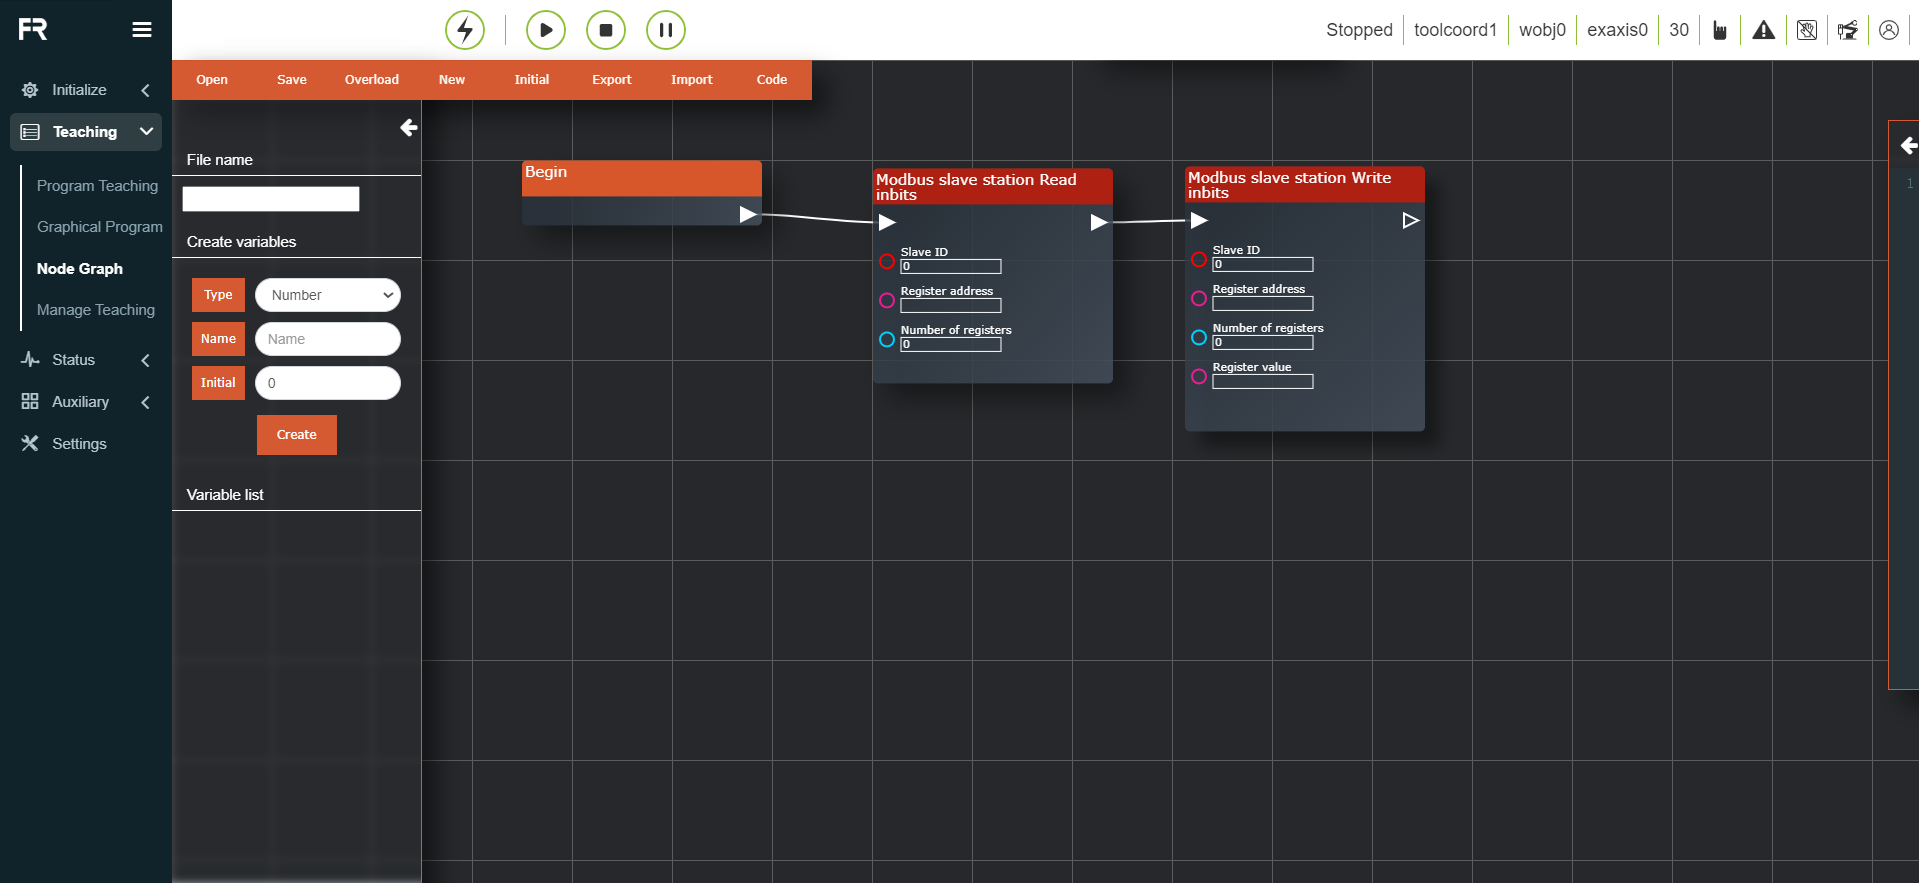 FR
Stopped
toolcoord1
wobj0
exaxis0
30
Open
Save
Overload
New
Initial
Export
Import
Code
Initialize
Teaching
Program Teaching
Graphical Program
Node Graph
Manage Teaching
Status
Auxiliary
Settings
File name
Create variables
Type
Number
Name
Name
Initial
0
Create
Variable list
Begin
Modbus slave station Read
inbits
Slave ID
0
Register address
Number of registers
0
Modbus slave station Write
inbits
Slave ID
0
Register address
Number of registers
0
Register value
1